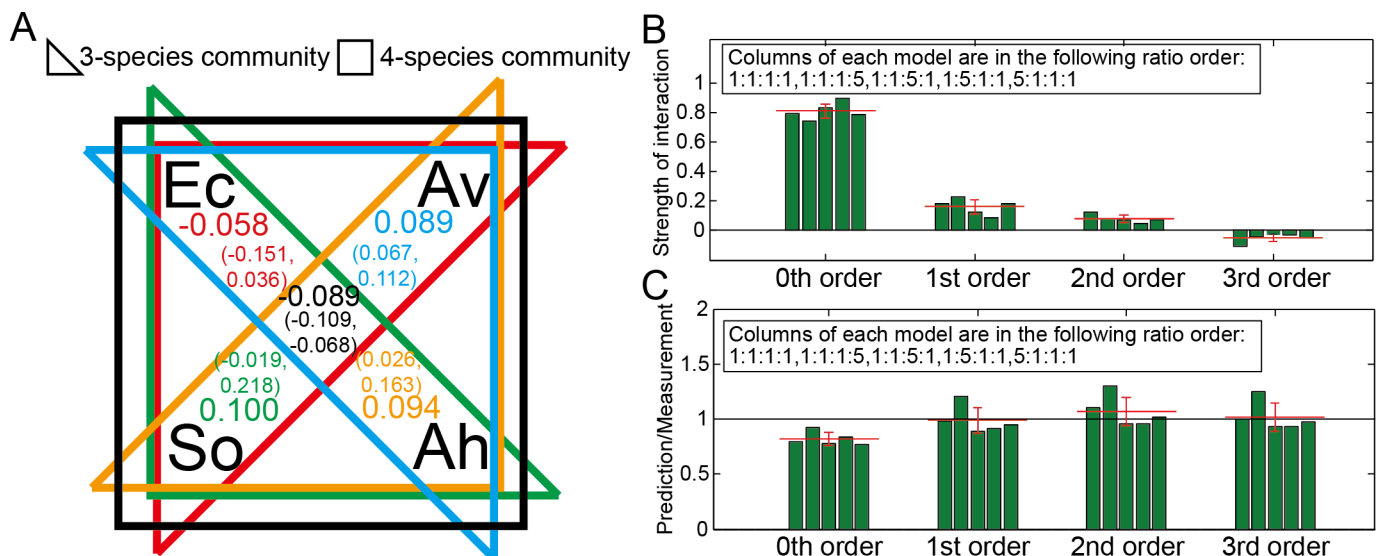 A
3-species community
4-species community
Ec
Av
-0.058
(-0.151,
0.036)
0.089
(0.067,
0.112)
-0.089
(-0.109,
-0.068)
(-0.019,
0.218)
0.100
(0.026,
0.163)
0.094
So
Ah
B
Strength of interaction
Columns of each model are in the following ratio order:
1:1:1:1,1:1:1:5,1:1:5:1,1:5:1:1,5:1:1:1
1
0.8
0.6
0.4
0.2
0
0th order
1st order
2nd order
3rd order
C
Prediction/Measurement
Columns of each model are in the following ratio order:
1:1:1:1,1:1:1:5,1:1:5:1,1:5:1:1,5:1:1:1
2
1.5
1
0.5
0
0th order
1st order
2nd order
3rd order